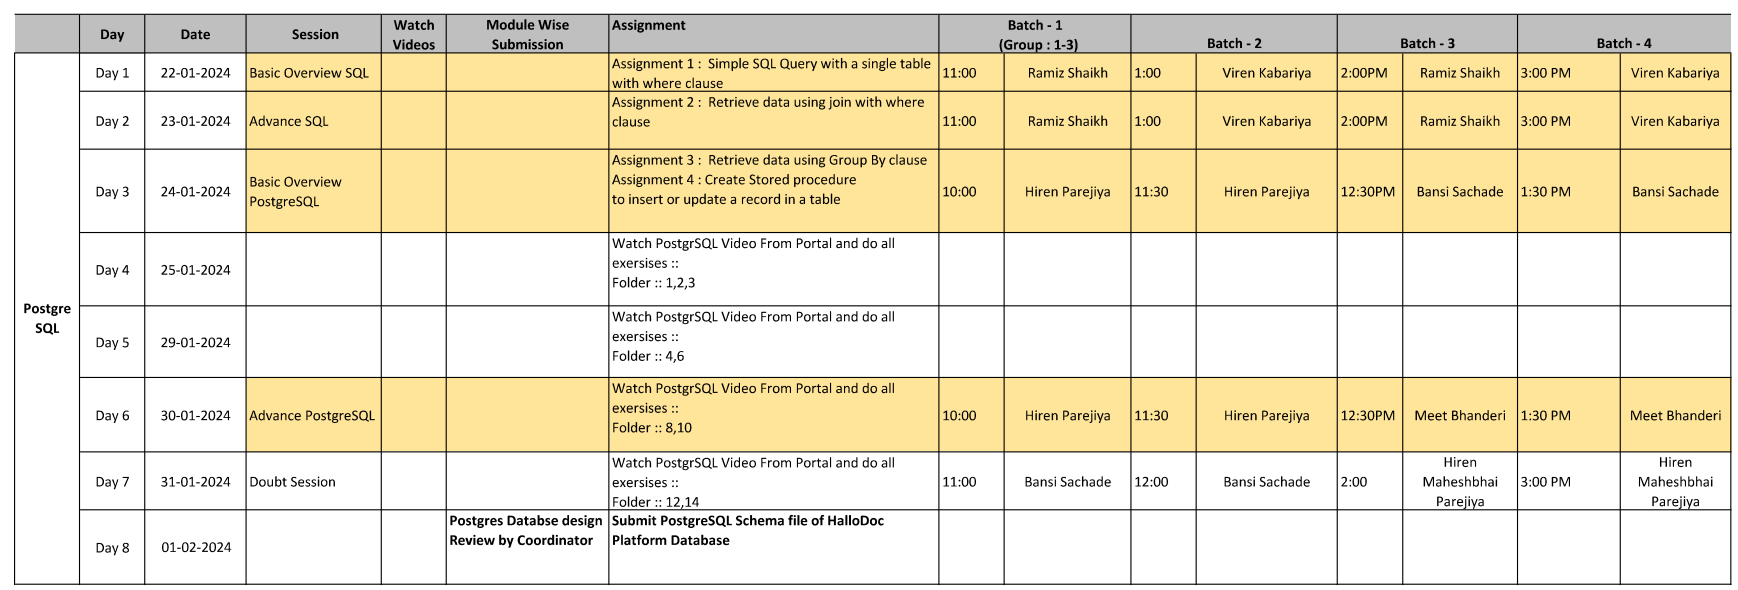 Day Date Session Watch Videos Module Wise Submission Assignment Batch - 1 (Group : 1-3) Batch - 2 Batch - 3 Batch - 4
Postgre
SQL
Day 1 22-01-2024 Basic Overview SQL Assignment 1 :  Simple SQL Query with a single table
with where clause
11:00 Ramiz Shaikh 1:00 Viren Kabariya 2:00PM Ramiz Shaikh 3:00 PM Viren Kabariya
Day 2 23-01-2024 Advance SQL Assignment 2 :  Retrieve data using join with where
clause
11:00 Ramiz Shaikh 1:00 Viren Kabariya 2:00PM Ramiz Shaikh 3:00 PM Viren Kabariya
Day 3 24-01-2024 Basic Overview
PostgreSQL
Assignment 3 :  Retrieve data using Group By clause
Assignment 4 : Create Stored procedure
to insert or update a record in a table
10:00 Hiren Parejiya 11:30 Hiren Parejiya 12:30PM Bansi Sachade 1:30 PM Bansi Sachade
Day 4 25-01-2024 Watch PostgrSQL Video From Portal and do all
exersises ::
Folder :: 1,2,3
Day 5 29-01-2024 Watch PostgrSQL Video From Portal and do all
exersises ::
Folder :: 4,6
Day 6 30-01-2024 Advance PostgreSQL Watch PostgrSQL Video From Portal and do all
exersises ::
Folder :: 8,10
10:00 Hiren Parejiya 11:30 Hiren Parejiya 12:30PM Meet Bhanderi 1:30 PM Meet Bhanderi
Day 7 31-01-2024 Doubt Session Watch PostgrSQL Video From Portal and do all
exersises ::
Folder :: 12,14
11:00 Bansi Sachade 12:00 Bansi Sachade 2:00 Hiren
Maheshbhai
Parejiya
3:00 PM Hiren
Maheshbhai
Parejiya
Day 8 01-02-2024 Postgres Databse design
Review by Coordinator
Submit PostgreSQL Schema file of HalloDoc
Platform Database